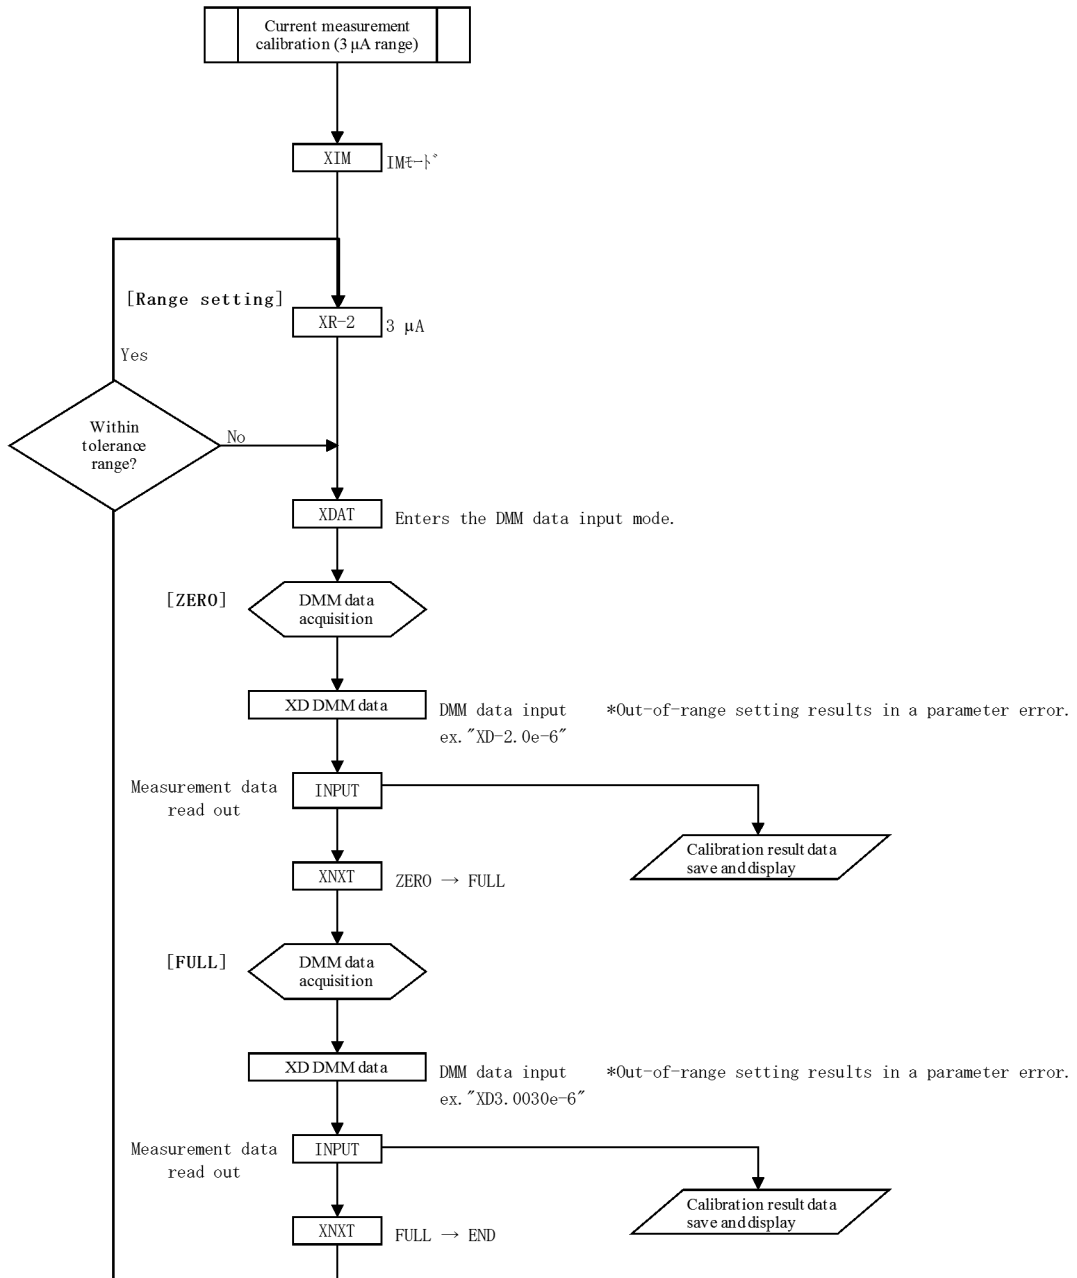 Current measurement
calibration (3 μA range)
XIM
IMﾓｰﾄﾞ
[Range setting]
XR-2
3 μA
Yes
Within
tolerance
range?
No
XDAT
Enters the DMM data input mode.
[ZERO]
DMM data
acquisition
XD DMM data
DMM data input *Out-of-range setting results in a parameter error.
ex."XD-2.0e-6"
Measurement data
read out
INPUT
Calibration result data
save and display
XNXT
ZERO → FULL
[FULL]
DMM data
acquisition
XD DMM data
DMM data input *Out-of-range setting results in a parameter error.
ex."XD3.0030e-6"
Measurement data
read out
INPUT
Calibration result data
save and display
XNXT
FULL → END